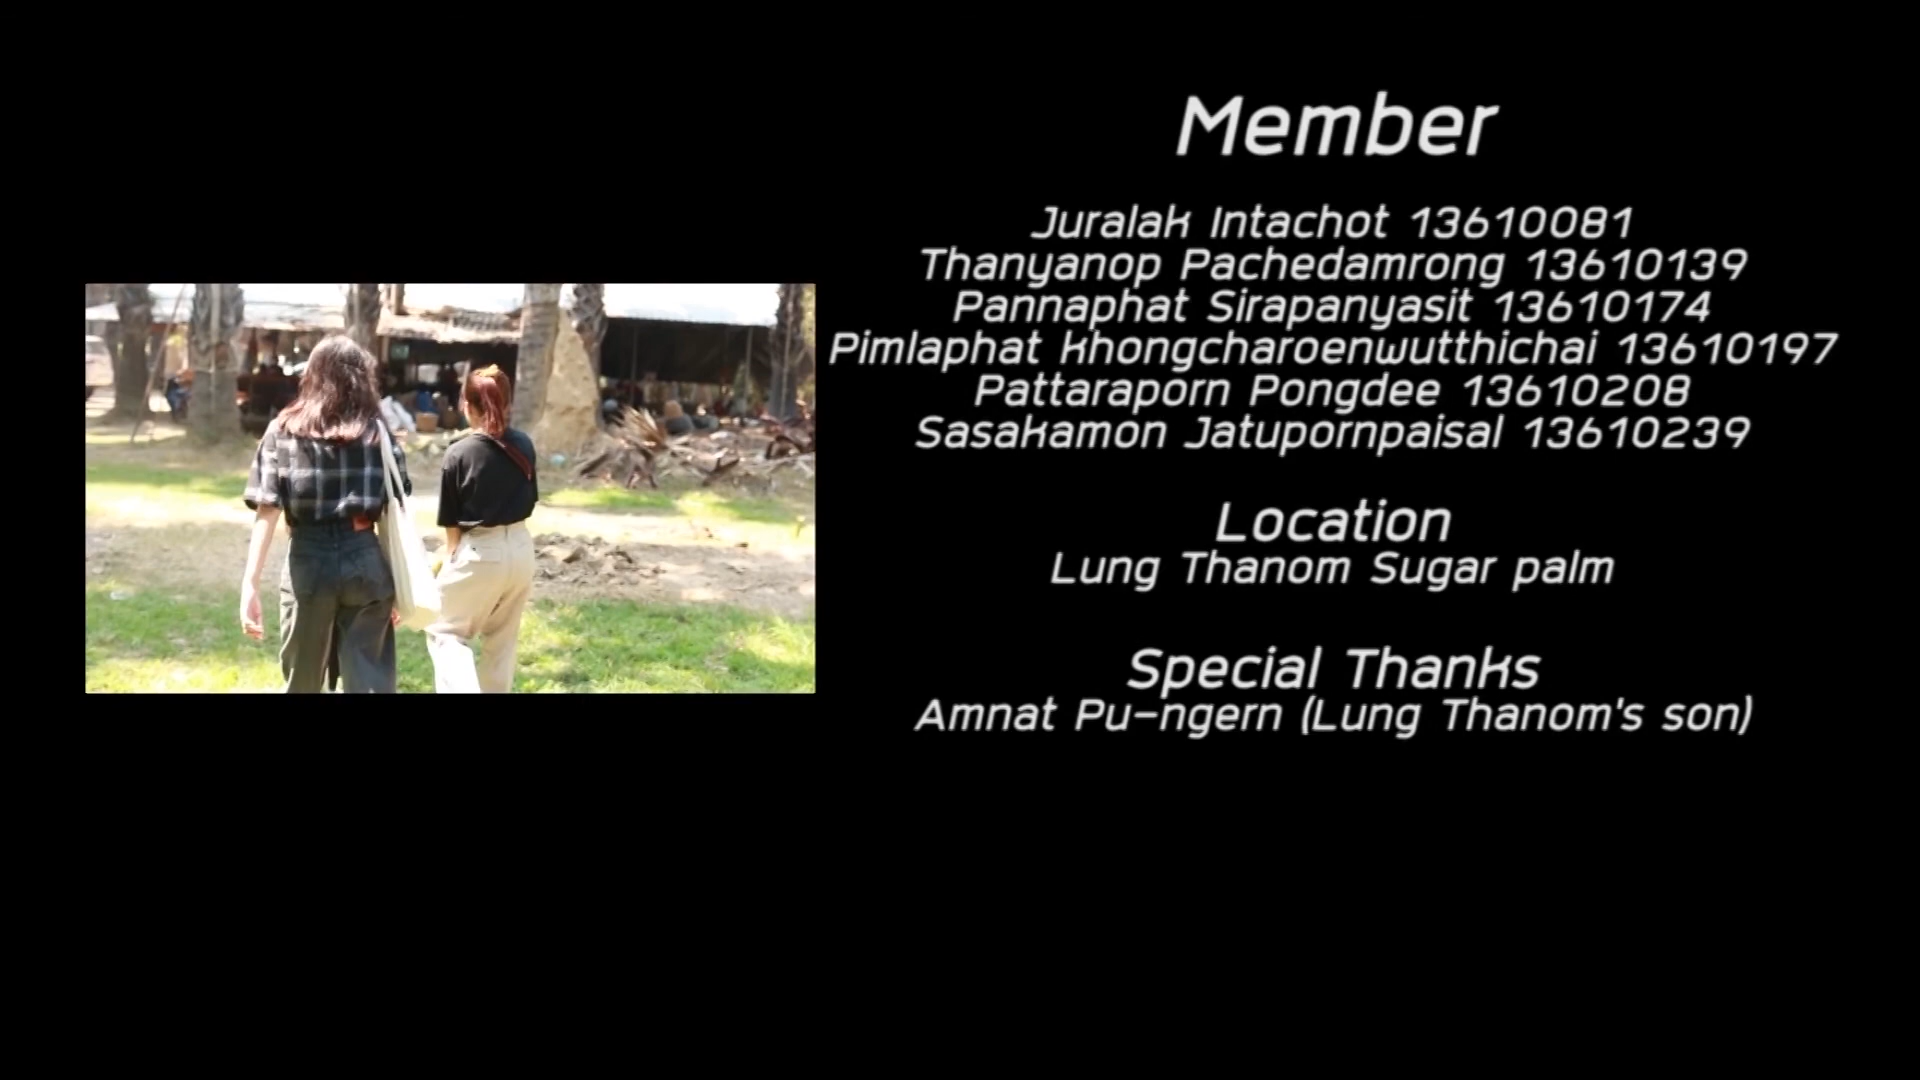 Member
Juralak Intachot 13610081
Thanyanop Pachedamrong 13610139
Pannaphat Sirapanyasit 13610174
Pimlaphat khongcharoenwutthichai 13610197
Pattaraporn Pongdee 13610208
Sasakamon Jatupornpaisal 13610239
Location
Lung Thanom Sugar palm
Special Thanks
Amnat Pu-ngern (Lung Thanom's son)